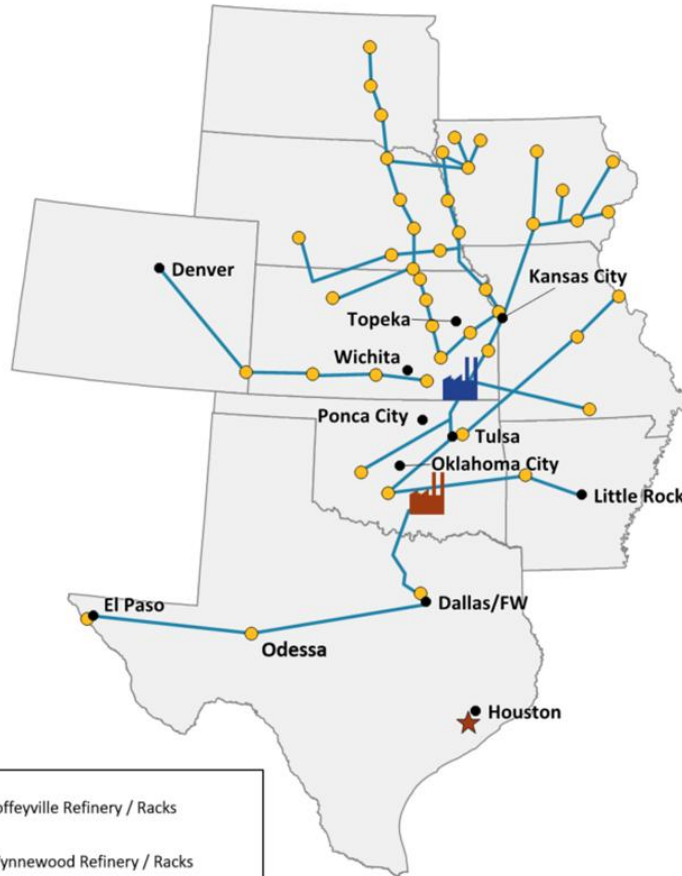 Denver
Kansas City
Topeka
Wichita
Ponca City
Tulsa
Oklahoma City
Little Rock
El Paso
Dallas/FW
Odessa
Houston
offeyville Refinery / Racks
ynnewood Refinery / Racks